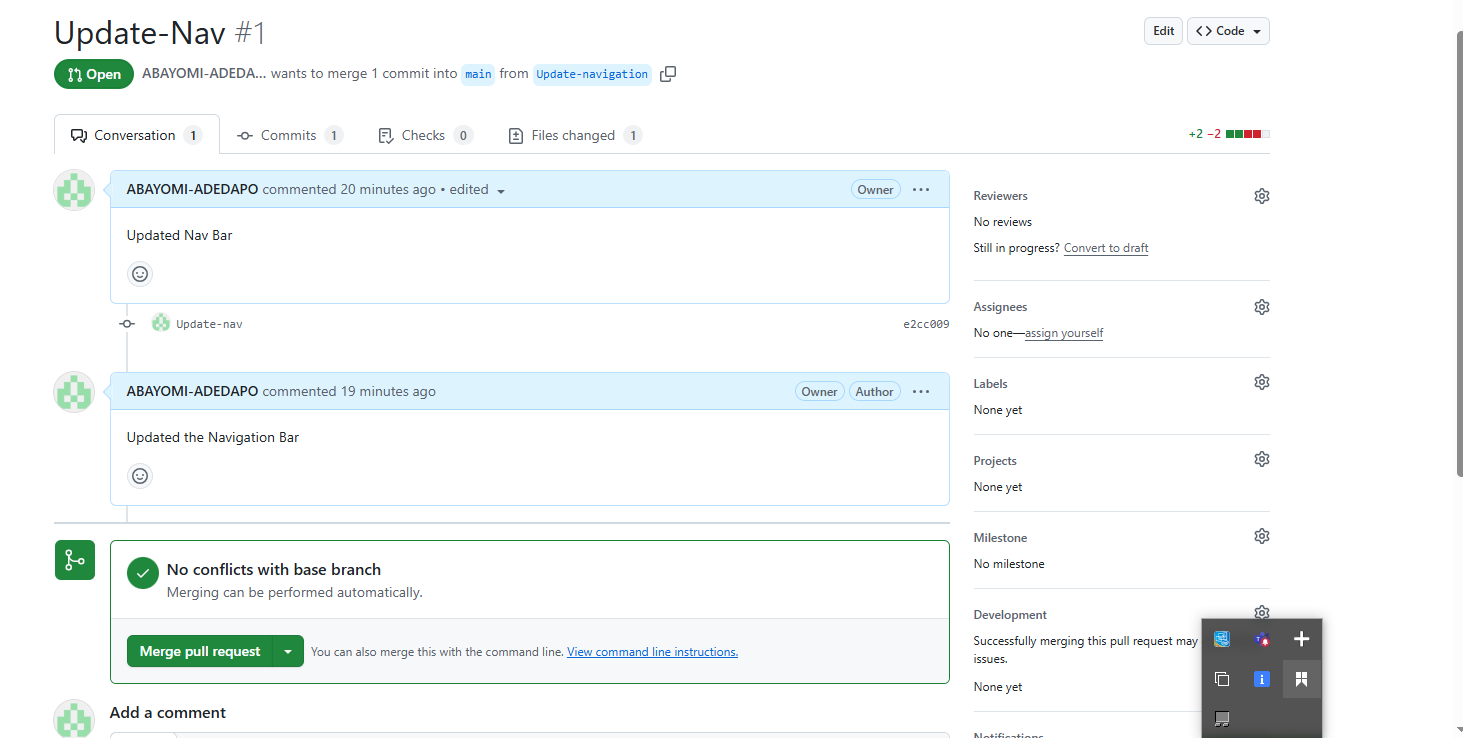 Update-Nav #1
Edit
Code
Open
ABAYOMI-ADEDA... wants to merge 1 commit into main from Update-navigation
Conversation 1
Commits 1
Checks 0
Files changed 1
+2 −2
ABAYOMI-ADEDAPO commented 20 minutes ago • edited
Owner
Updated Nav Bar
Update-nav
e2cc009
ABAYOMI-ADEDAPO commented 19 minutes ago
Owner
Author
Updated the Navigation Bar
No conflicts with base branch
Merging can be performed automatically.
Merge pull request
You can also merge this with the command line. View command line instructions.
Add a comment
Reviewers
No reviews
Still in progress? Convert to draft
Assignees
No one—assign yourself
Labels
None yet
Projects
None yet
Milestone
No milestone
Development
Successfully merging this pull request may
issues.
None yet
Notifications